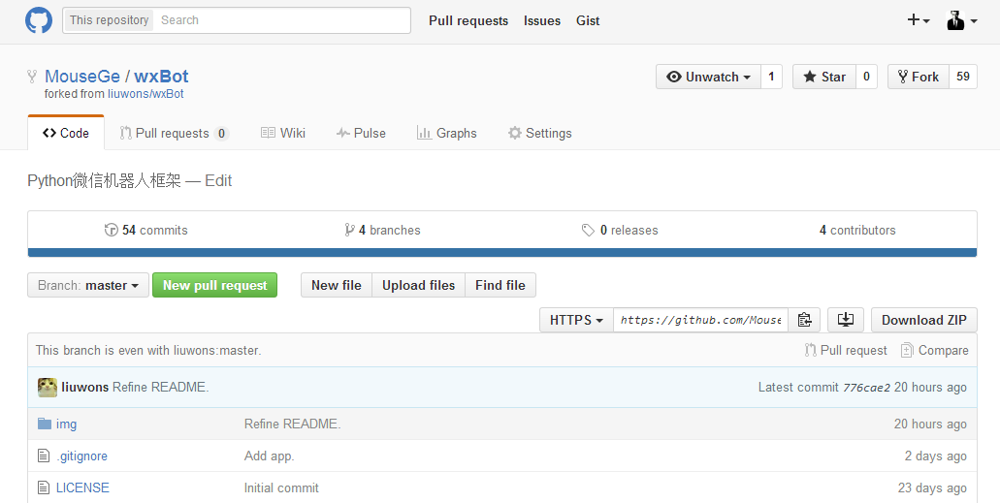 This repository Search Pull requests Issues Gist
MouseGe / wxBot Unwatch 1 Star 0 Fork 59
forked from liuwons/wxBot
Code Pull requests 0 Wiki Pulse Graphs Settings
Python微信机器人框架 — Edit
54 commits 4 branches 0 releases 4 contributors
Branch: master New pull request New file Upload files Find file
HTTPS https://github.com/Mouse Download ZIP
This branch is even with liuwons:master. Pull request Compare
liuwons Refine README. Latest commit 776cae2 20 hours ago
img Refine README. 20 hours ago
.gitignore Add app. 2 days ago
LICENSE Initial commit 23 days ago